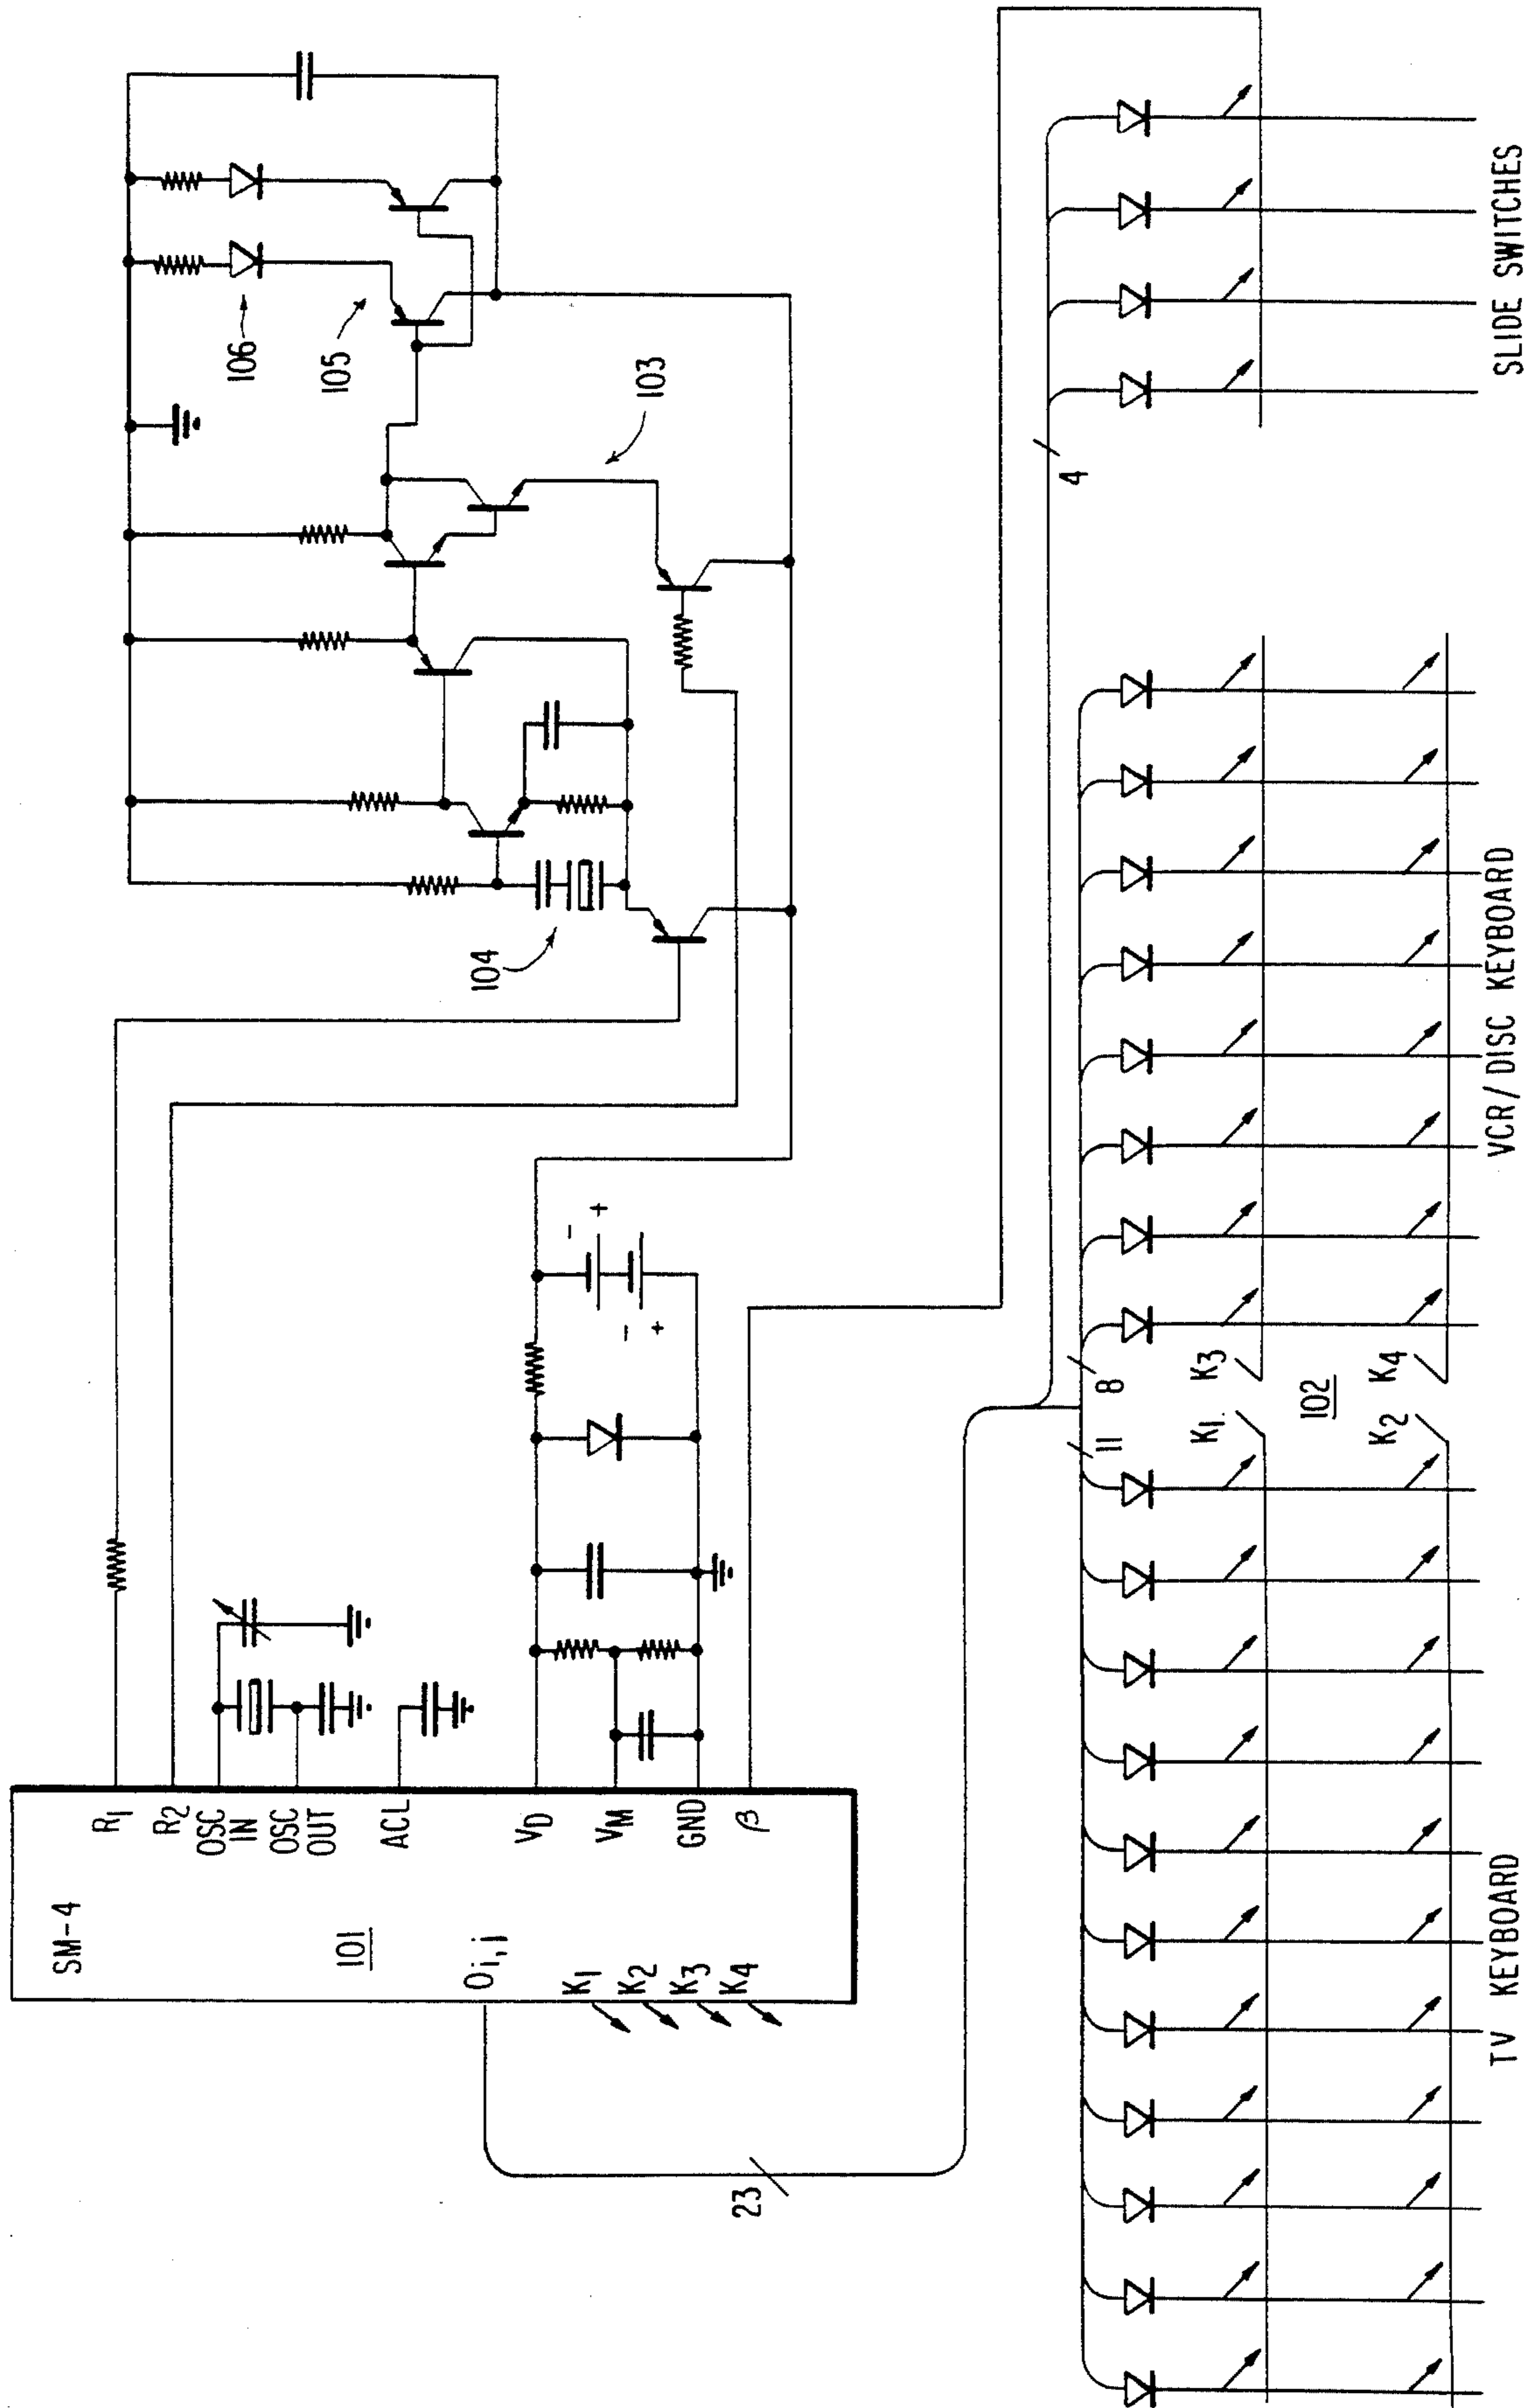 SM-4
101
R1
R2
OSC
IN
OSC
OUT
ACL
VD
VM
GND
β
Oi,j
K1
K2
K3
K4
23
104
103
105
106
-
+
-
+
4
11
8
K1
K3
102
K2
K4
TV KEYBOARD
VCR/DISC KEYBOARD
SLIDE SWITCHES